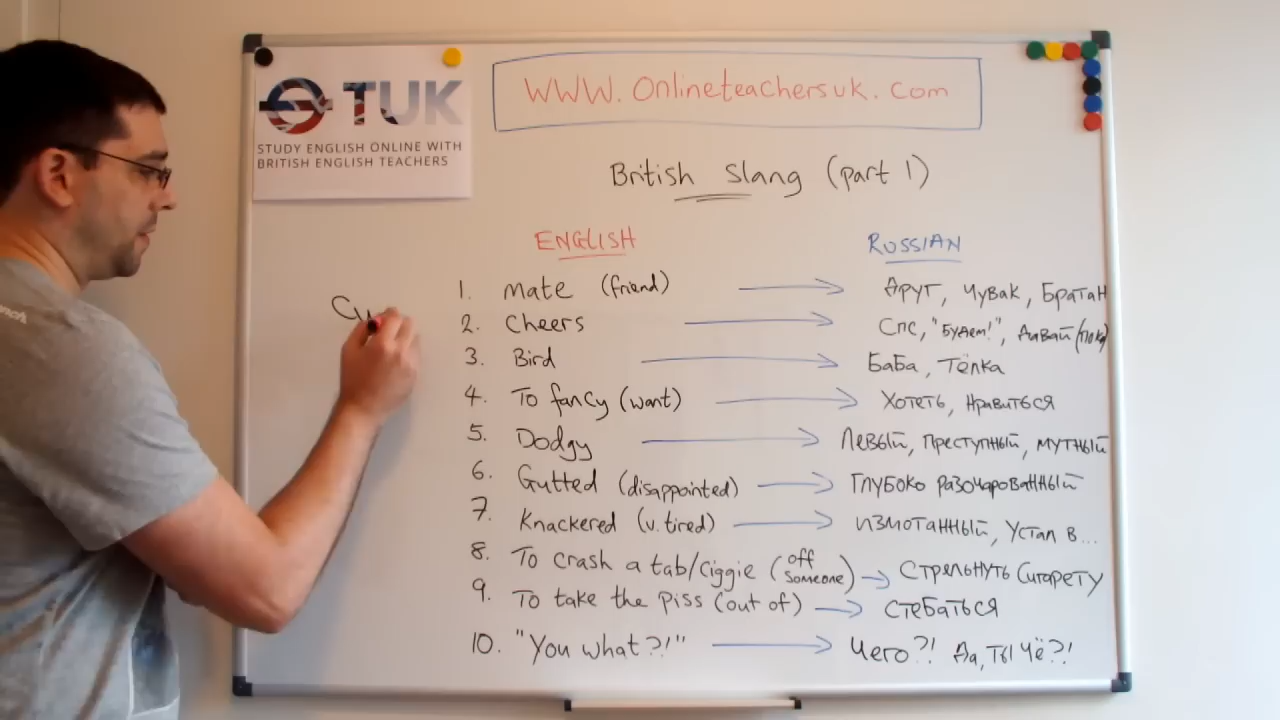 TUK
STUDY ENGLISH ONLINE WITH
BRITISH ENGLISH TEACHERS
WWW.Onlineteachersuk.com
British Slang (part 1)
ENGLISH RUSSIAN
1. Mate (friend) → Друг, Чувак, Братан
2. Cheers → Спс, "Будем!", Давай (пока)
3. Bird → Баба, Тёлка
4. To fancy (want) → Хотеть, Нравиться
5. Dodgy → Левый, Преступный, мутный
6. Gutted (disappointed) → Глубоко разочарованный
7. Knackered (v. tired) → измотанный, Устал в...
8. To crash a tab/ciggie (off someone) → Стрельнуть Сигарету
9. To take the piss (out of) → Стебаться
10. "You what?!" → Чего?! Да, ты чё?!